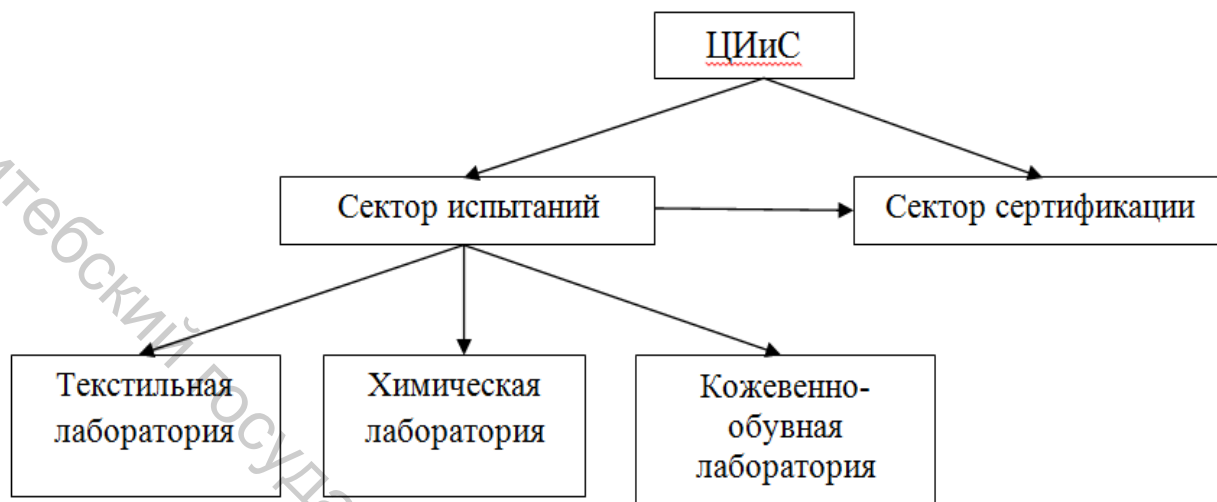 ЦИиС
Сектор испытаний
Сектор сертификации
Текстильная
лаборатория
Химическая
лаборатория
Кожевенно-
обувная
лаборатория